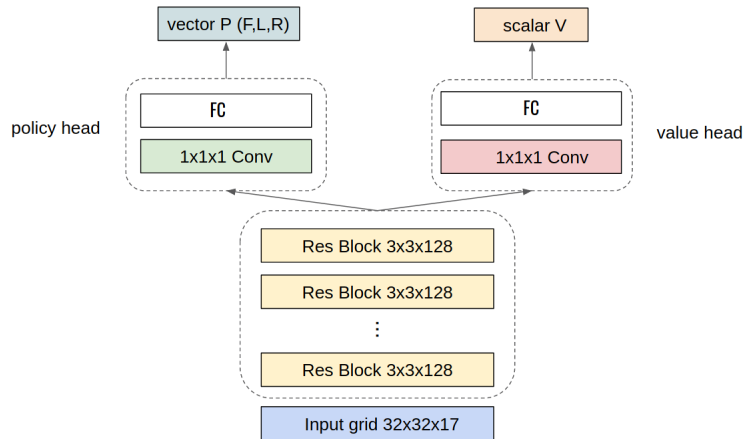 vector P (F,L,R)
scalar V
policy head
FC
1x1x1 Conv
FC
1x1x1 Conv
value head
Res Block 3x3x128
Res Block 3x3x128
⋮
Res Block 3x3x128
Input grid 32x32x17